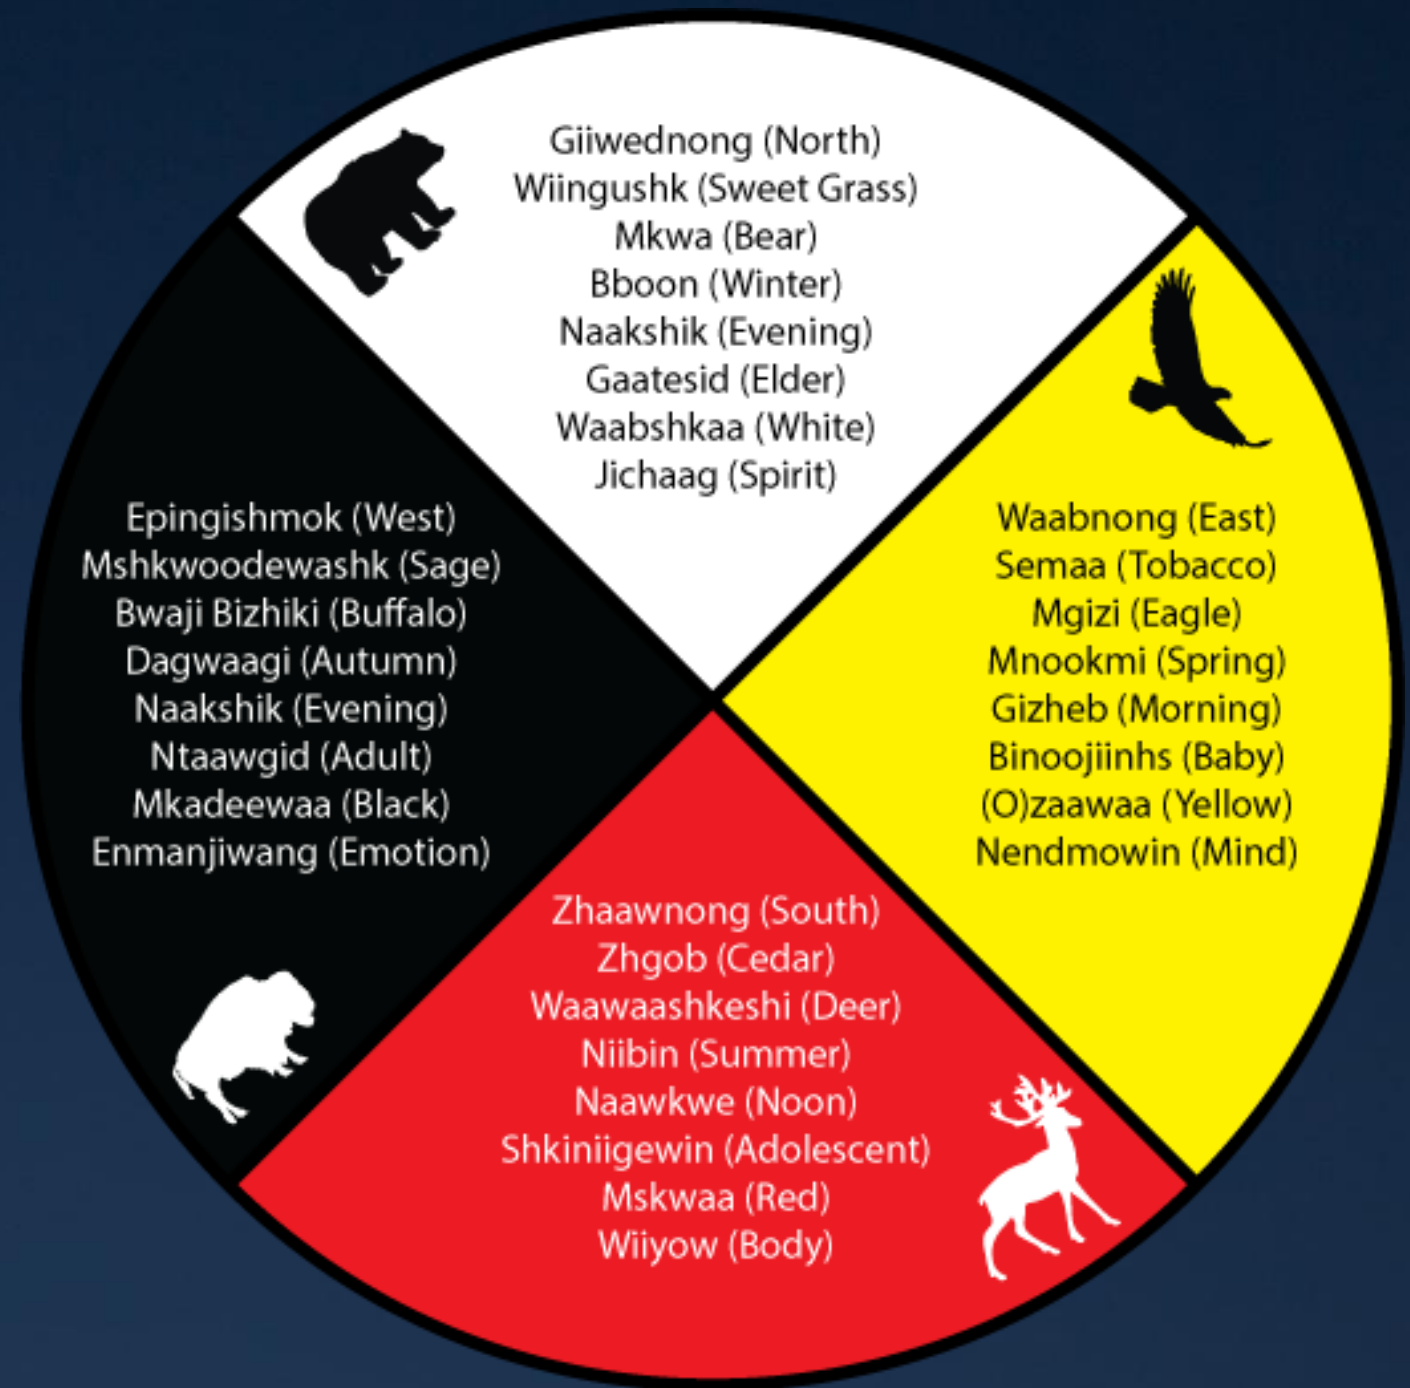 Giiwednong (North)
Wiingushk (Sweet Grass)
Mkwa (Bear)
Bboon (Winter)
Naakshik (Evening)
Gaatesid (Elder)
Waabshkaa (White)
Jichaag (Spirit)
Waabnong (East)
Semaa (Tobacco)
Mgizi (Eagle)
Mnookmi (Spring)
Gizheb (Morning)
Binoojiinhs (Baby)
(O)zaawaa (Yellow)
Nendmowin (Mind)
Zhaawnong (South)
Zhgob (Cedar)
Waawaashkeshi (Deer)
Niibin (Summer)
Naawkwe (Noon)
Shkiniigewin (Adolescent)
Mskwaa (Red)
Wiiyow (Body)
Epingishmok (West)
Mshkwoodewashk (Sage)
Bwaji Bizhiki (Buffalo)
Dagwaagi (Autumn)
Naakshik (Evening)
Ntaawgid (Adult)
Mkadeewaa (Black)
Enmanjiwang (Emotion)